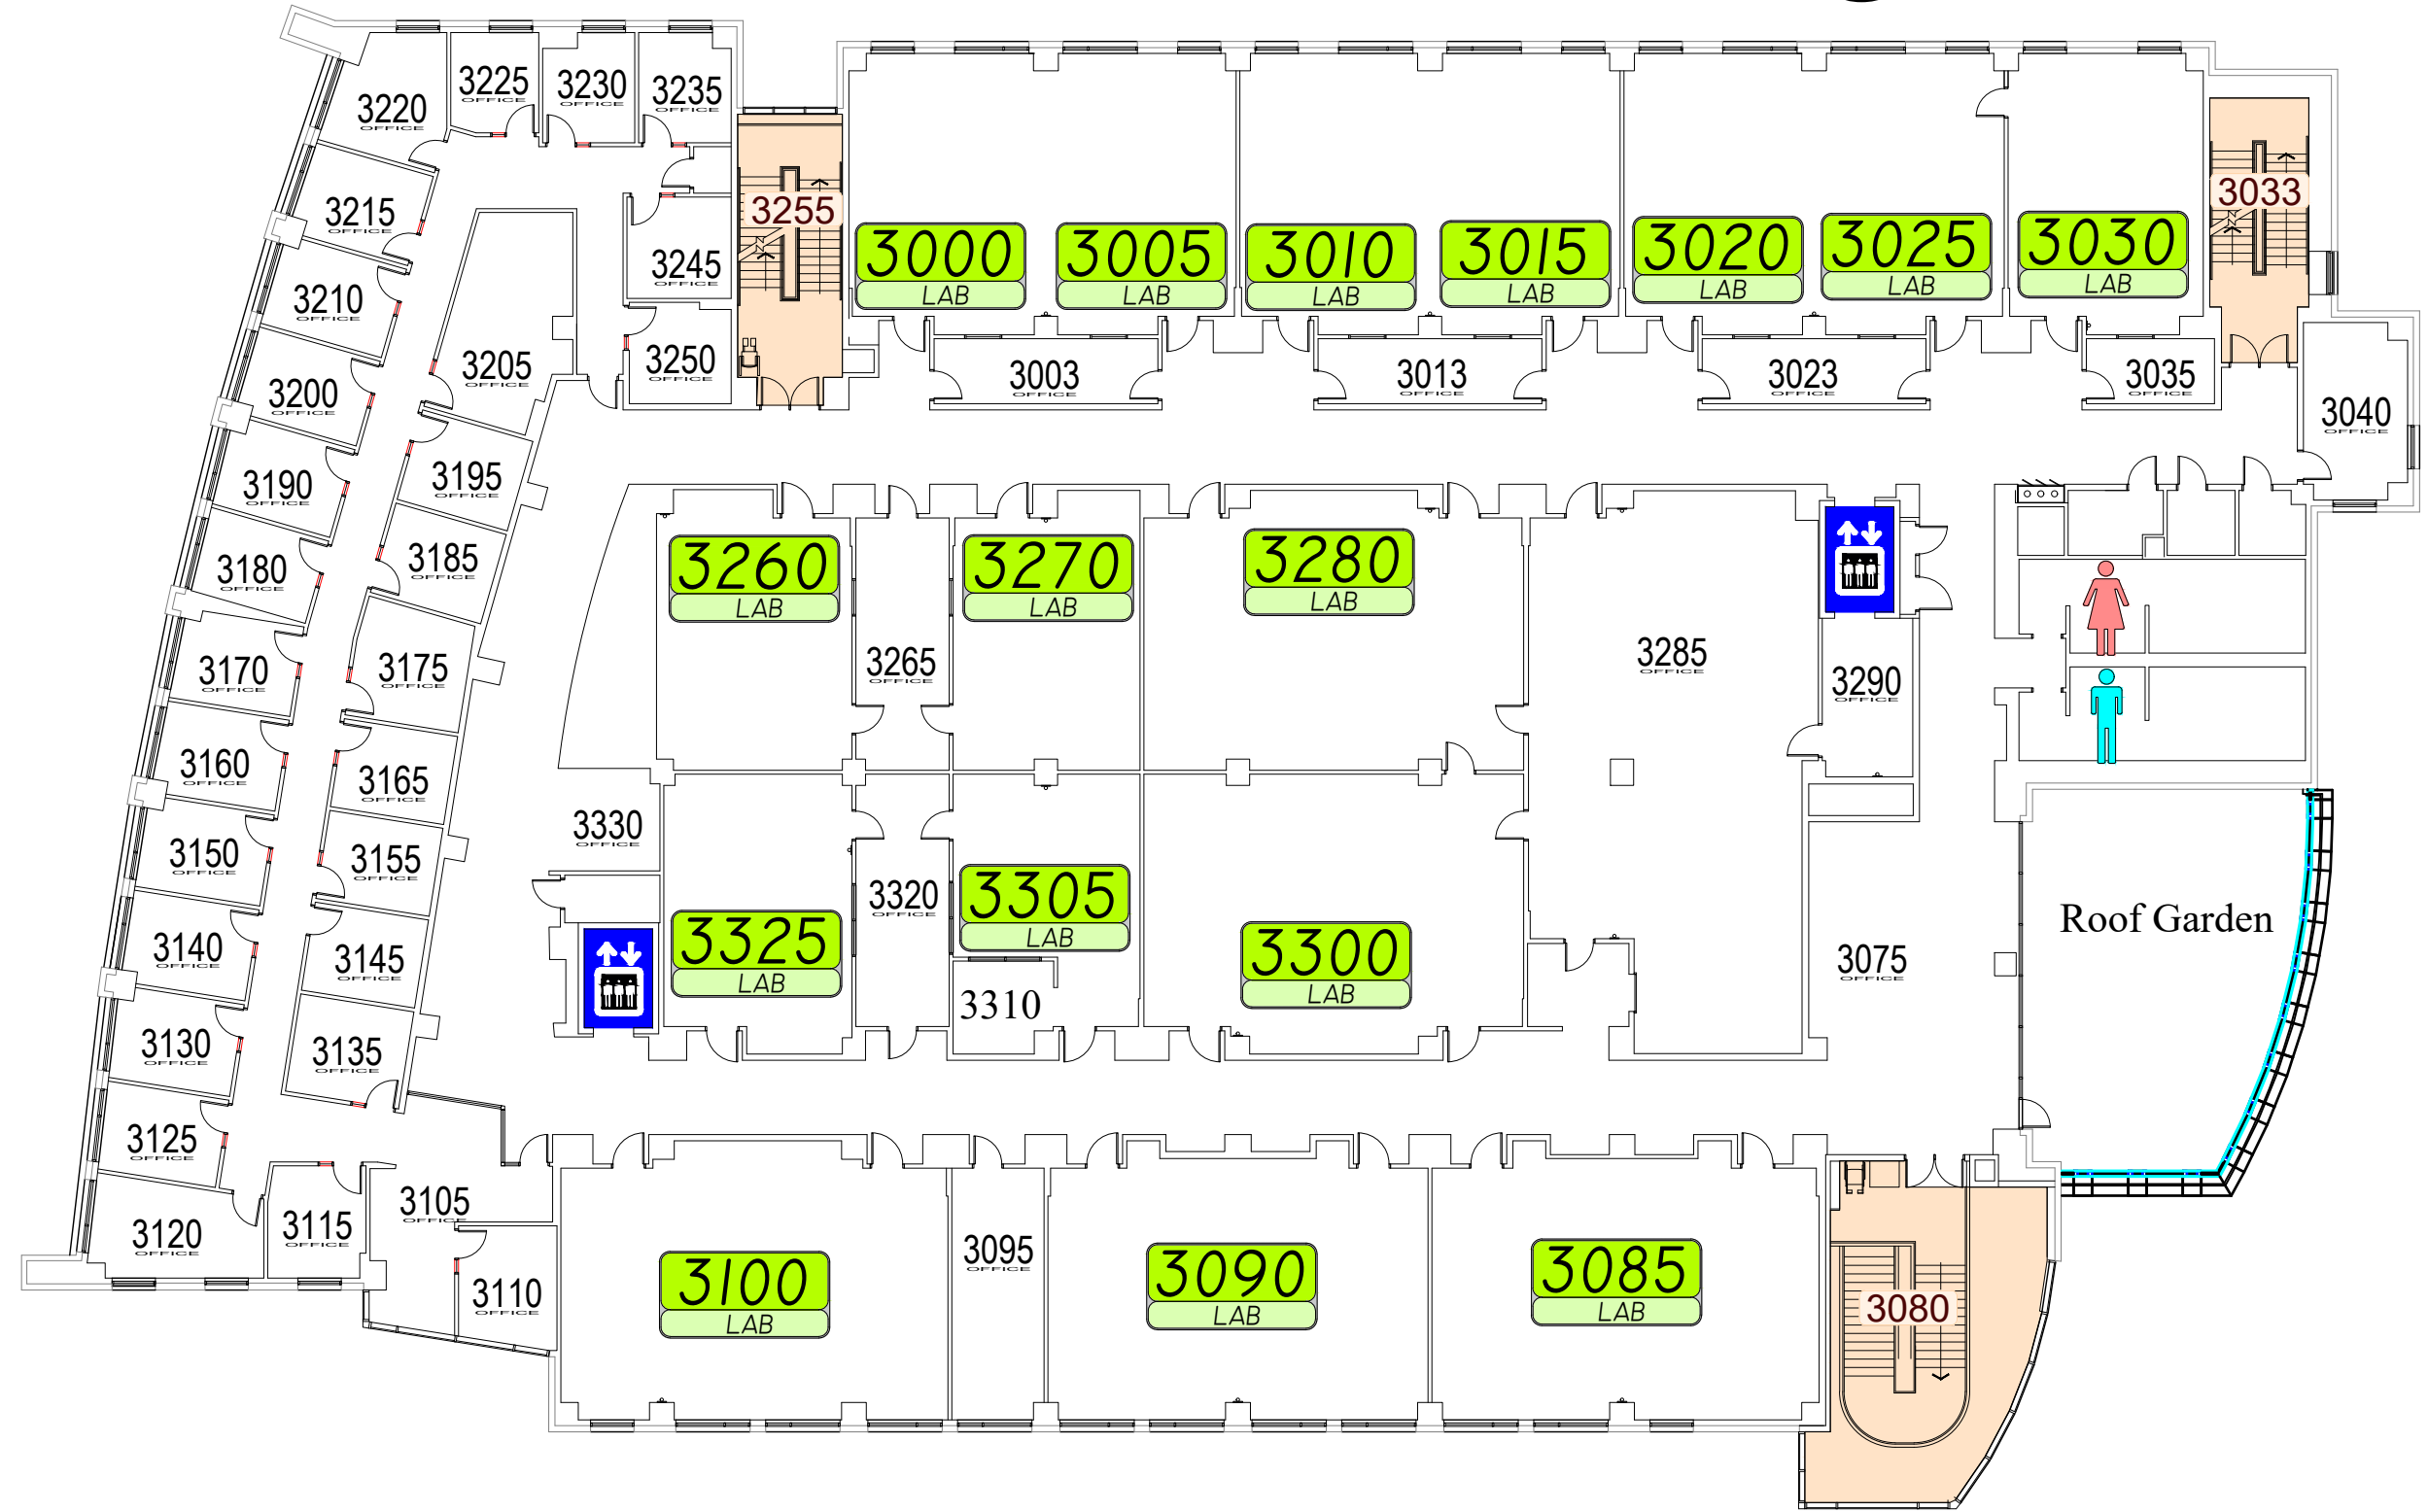 3225
OFFICE
3230
OFFICE
3235
OFFICE
3220
OFFICE
3215
OFFICE
3255
3033
3000
LAB
3005
LAB
3010
LAB
3015
LAB
3020
LAB
3025
LAB
3030
LAB
3245
OFFICE
3210
OFFICE
3250
OFFICE
3205
OFFICE
3003
OFFICE
3013
OFFICE
3023
OFFICE
3035
OFFICE
3200
OFFICE
3040
OFFICE
3195
OFFICE
3190
OFFICE
3185
OFFICE
3180
OFFICE
3260
LAB
3270
LAB
3280
LAB
3175
OFFICE
3170
OFFICE
3265
OFFICE
3285
OFFICE
3290
OFFICE
3160
OFFICE
3165
OFFICE
3330
OFFICE
3150
OFFICE
3155
OFFICE
3320
OFFICE
3305
LAB
Roof Garden
3140
OFFICE
3145
OFFICE
3325
LAB
3300
LAB
3075
OFFICE
3310
3130
OFFICE
3135
OFFICE
3125
OFFICE
3105
OFFICE
3120
OFFICE
3115
OFFICE
3095
OFFICE
3110
OFFICE
3100
LAB
3090
LAB
3085
LAB
3080